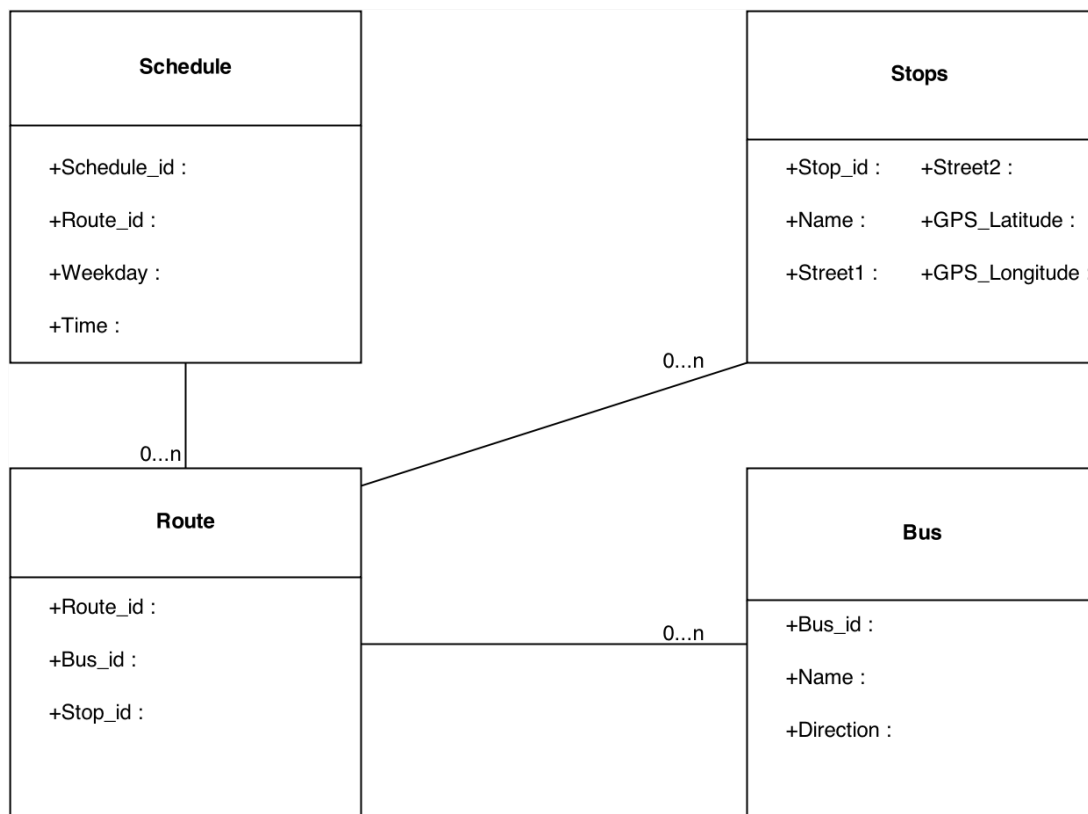 Schedule
+Schedule_id :
+Route_id :
+Weekday :
+Time :
Stops
+Stop_id : +Street2 :
+Name : +GPS_Latitude :
+Street1 : +GPS_Longitude :
0...n
0...n
Route
+Route_id :
+Bus_id :
+Stop_id :
0...n
Bus
+Bus_id :
+Name :
+Direction :